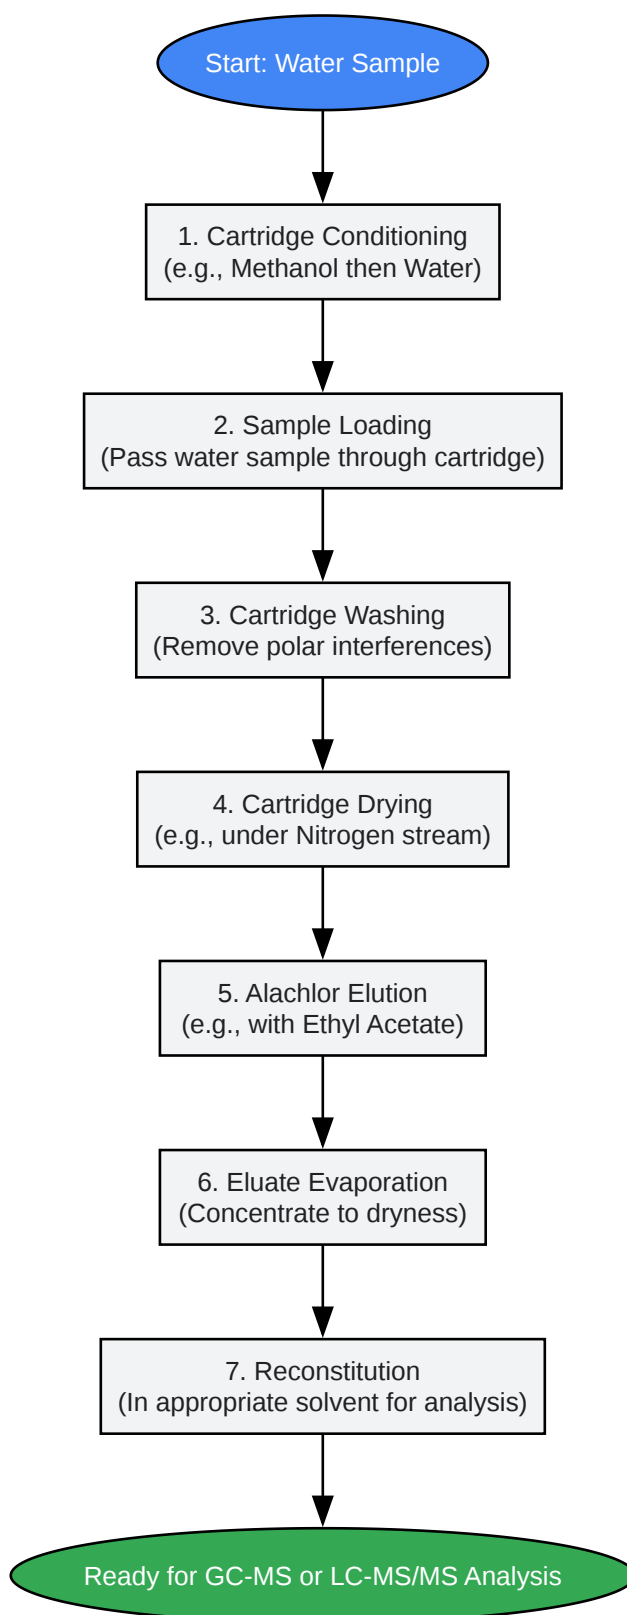 Start: Water Sample
1. Cartridge Conditioning
(e.g., Methanol then Water)
2. Sample Loading
(Pass water sample through cartridge)
3. Cartridge Washing
(Remove polar interferences)
4. Cartridge Drying
(e.g., under Nitrogen stream)
5. Alachlor Elution
(e.g., with Ethyl Acetate)
6. Eluate Evaporation
(Concentrate to dryness)
7. Reconstitution
(In appropriate solvent for analysis)
Ready for GC-MS or LC-MS/MS Analysis